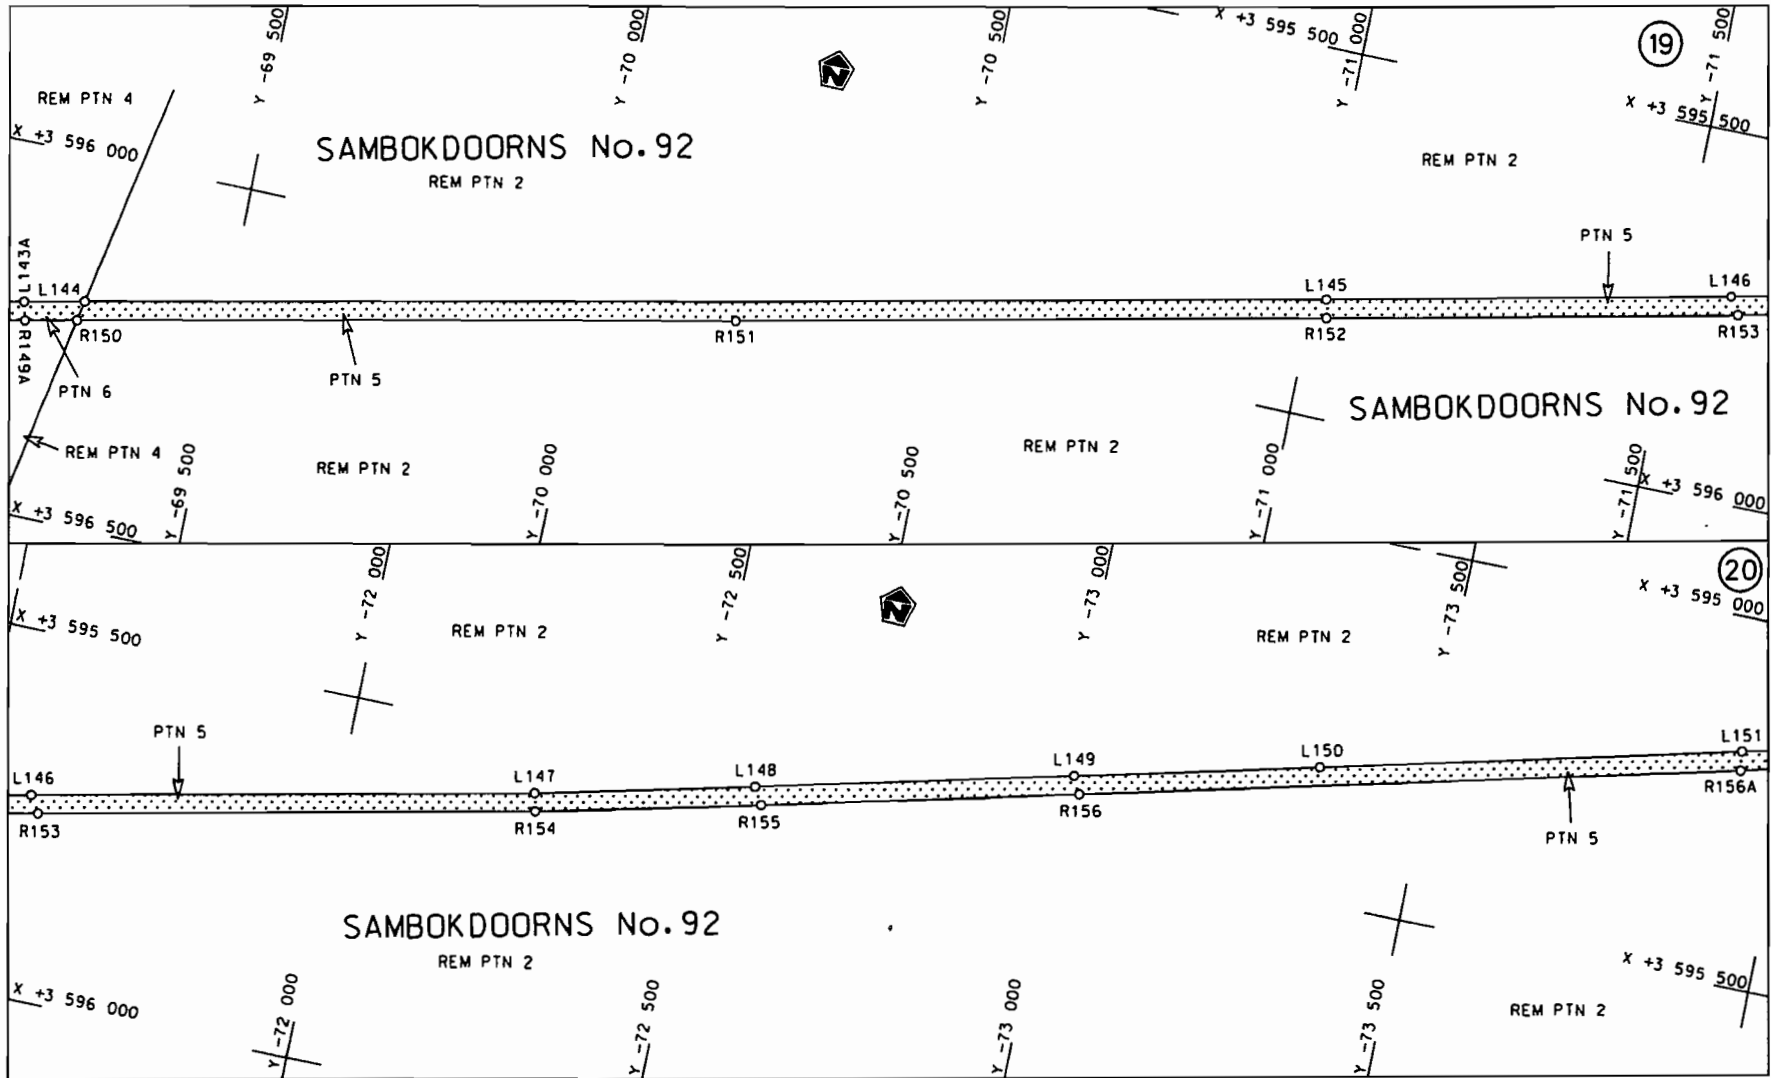 Y -69 500
Y -70 000
Y -70 500
X +3 595 500
Y -71 000
19
Y -71 500
REM PTN 4
X +3 596 000
N
SAMBOKDOORNS No. 92
REM PTN 2
X +3 595 500
REM PTN 2
PTN 5
L143A
L144
L145
L146
R149A
R150
R151
R152
R153
PTN 6
PTN 5
SAMBOKDOORNS No. 92
REM PTN 4
REM PTN 2
REM PTN 2
X +3 596 500
Y -69 500
Y -70 000
Y -70 500
Y -71 000
Y -71 500
X +3 596 000
Y -72 000
Y -72 500
N
Y -73 000
Y -73 500
X +3 595 000
20
X +3 595 500
REM PTN 2
REM PTN 2
PTN 5
L146
L147
L148
L149
L150
L151
R153
R154
R155
R156
R156A
PTN 5
SAMBOKDOORNS No. 92
REM PTN 2
X +3 596 000
Y -72 000
Y -72 500
Y -73 000
Y -73 500
X +3 595 500
REM PTN 2